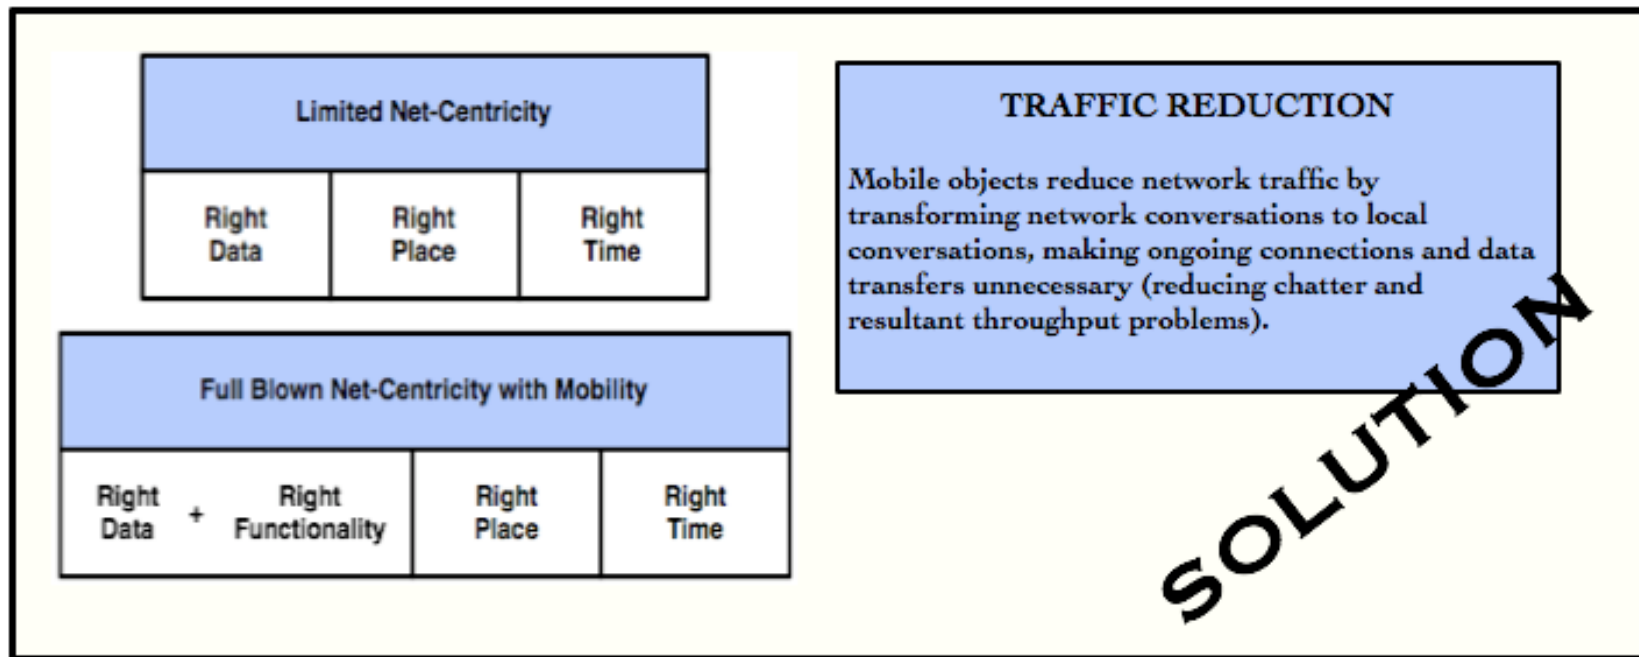 Limited Net-Centricity
Right Data
Right Place
Right Time
Full Blown Net-Centricity with Mobility
Right Data + Right Functionality
Right Place
Right Time
TRAFFIC REDUCTION
Mobile objects reduce network traffic by
transforming network conversations to local
conversations, making ongoing connections and data
transfers unnecessary (reducing chatter and
resultant throughput problems).
SOLUTION